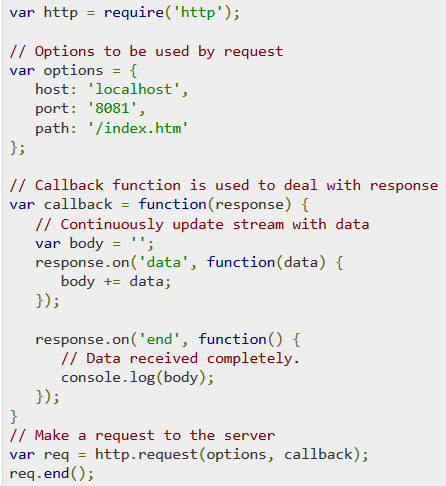 var http = require('http');

// Options to be used by request
var options = {
   host: 'localhost',
   port: '8081',
   path: '/index.htm'
};

// Callback function is used to deal with response
var callback = function(response) {
   // Continuously update stream with data
   var body = '';
   response.on('data', function(data) {
      body += data;
   });

   response.on('end', function() {
      // Data received completely.
      console.log(body);
   });
}
// Make a request to the server
var req = http.request(options, callback);
req.end();